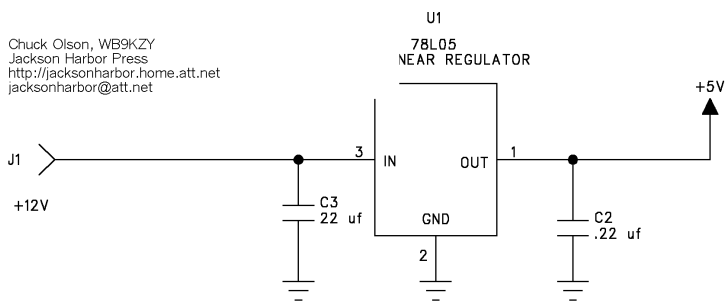 U1
Chuck Olson, WB9KZY
Jackson Harbor Press
http://jacksonharbor.home.att.net
jacksonharbor@att.net
78L05
NEAR REGULATOR
+5V
J1
3
IN
OUT
1
+12V
C3
22 uf
GND
2
C2
.22 uf